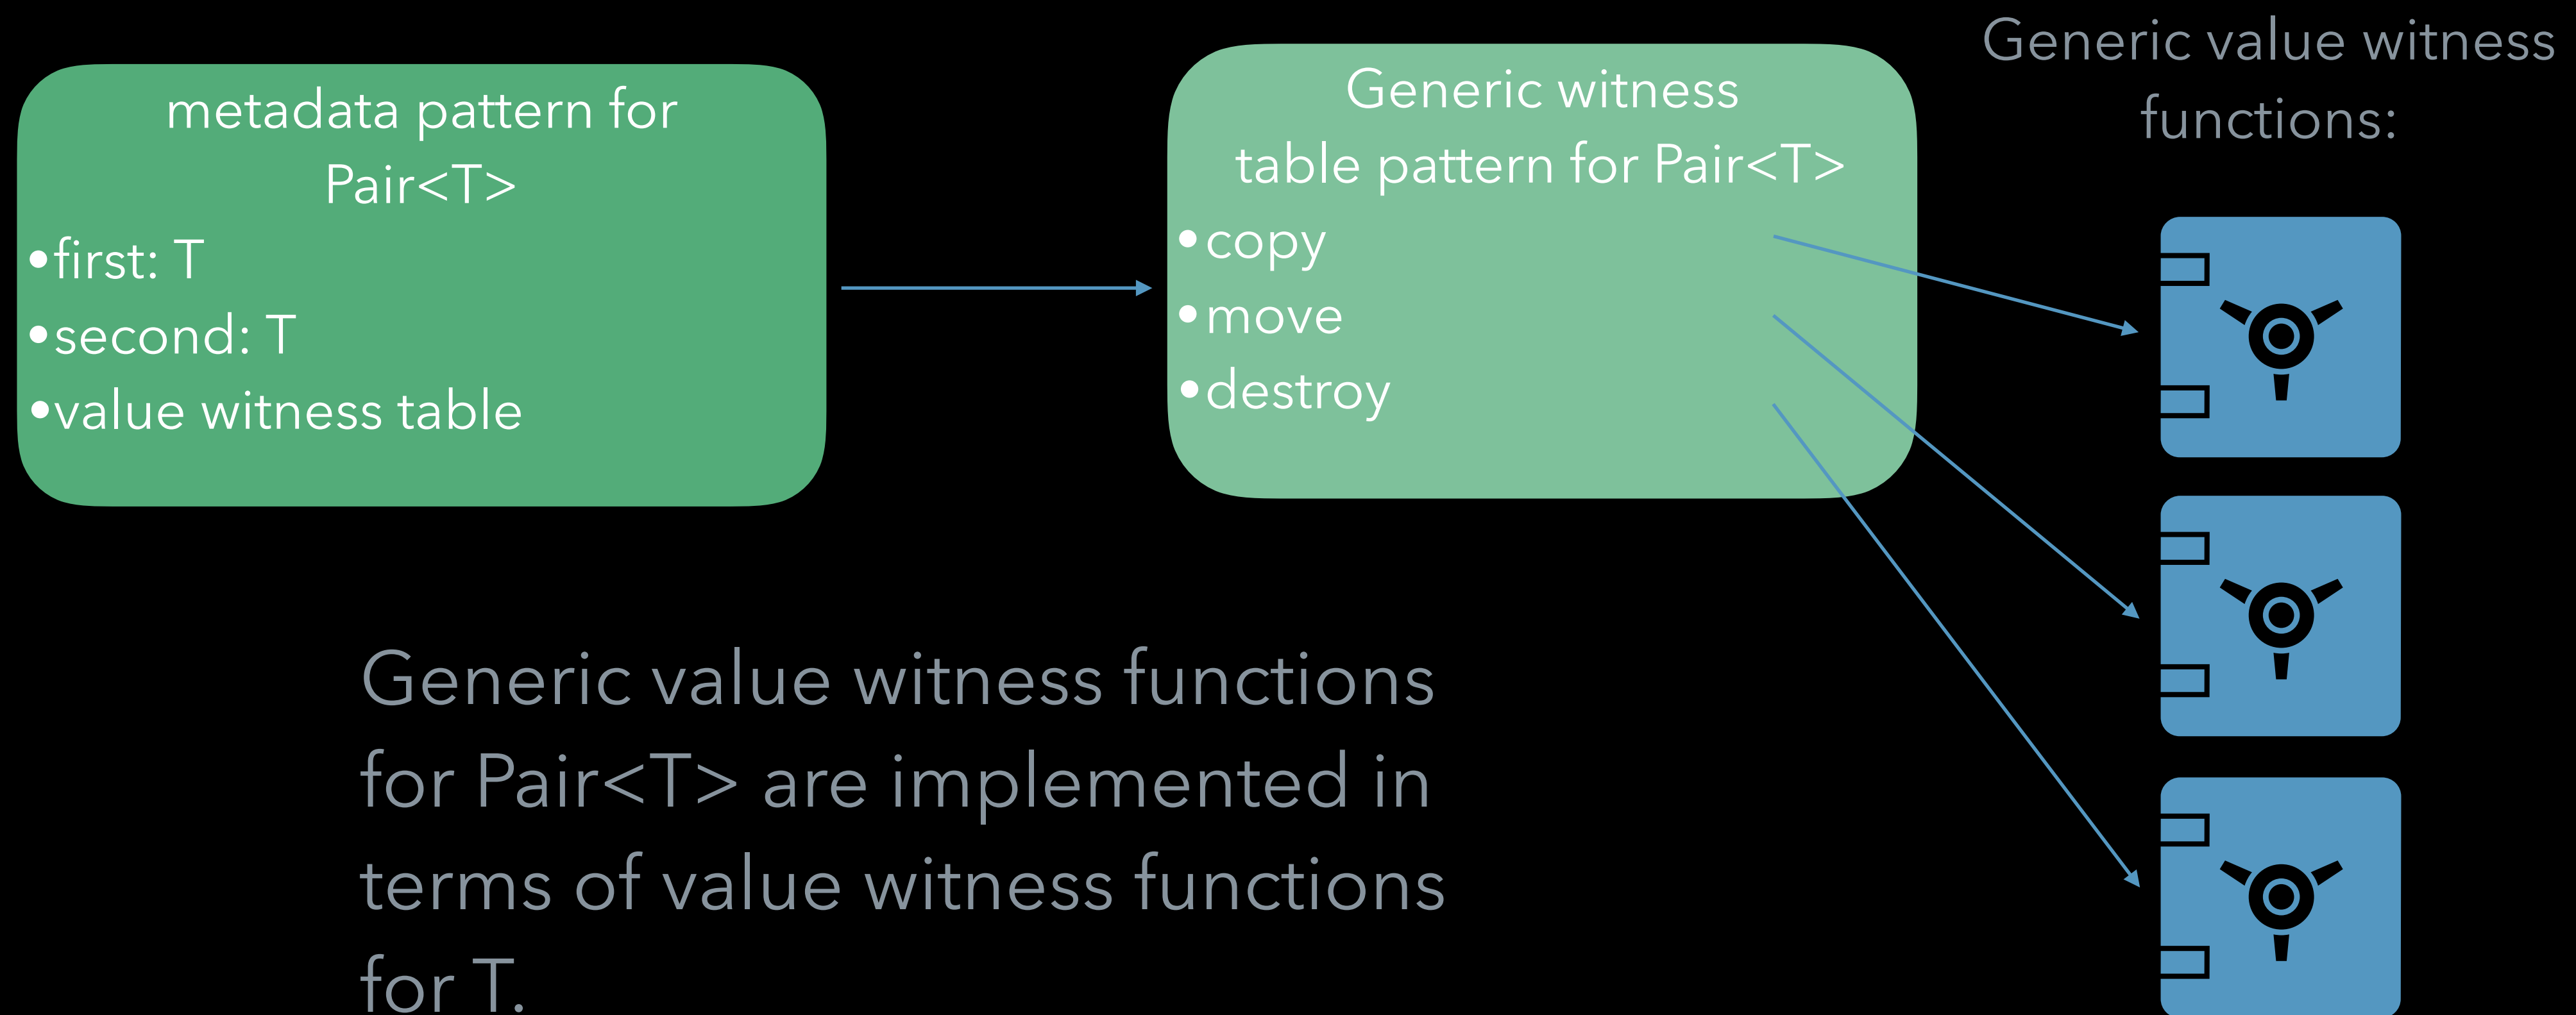 metadata pattern for
Pair<T>
•first: T
•second: T
•value witness table
Generic witness
table pattern for Pair<T>
•copy
•move
•destroy
Generic value witness
functions:
Generic value witness functions
for Pair<T> are implemented in
terms of value witness functions
for T.